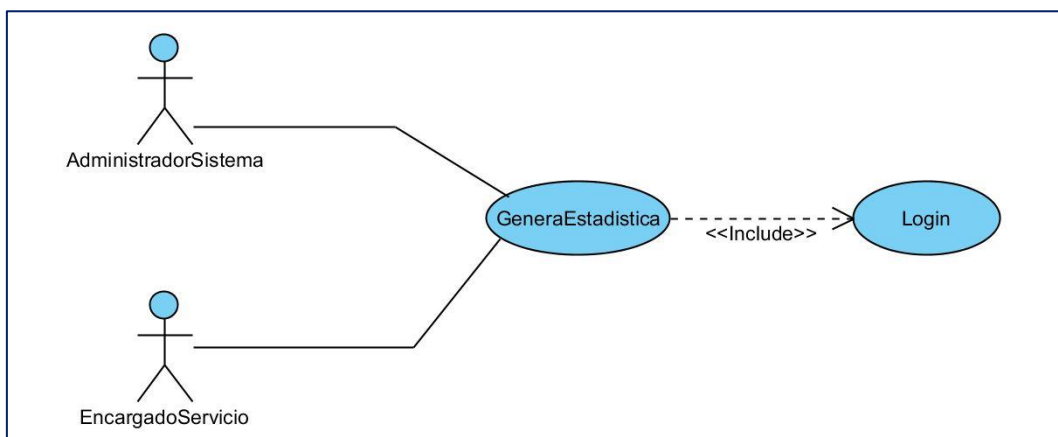 AdministradorSistema
GeneraEstadistica
<<Include>>
Login
EncargadoServicio